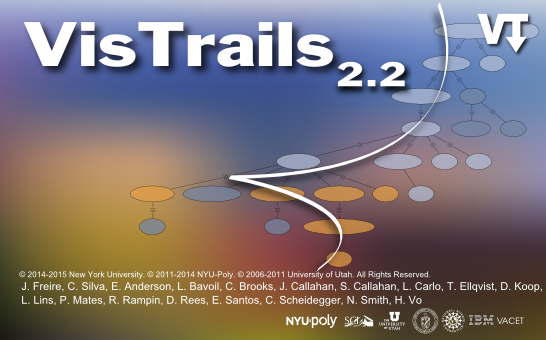 VisTrails 2.2
VT
© 2014-2015 New York University. © 2011-2014 NYU-Poly. © 2006-2011 University of Utah. All Rights Reserved.
J. Freire, C. Silva, E. Anderson, L. Bavoil, C. Brooks, J. Callahan, S. Callahan, L. Carlo, T. Ellqvist, D. Koop,
L. Lins, P. Mates, R. Rampin, D. Rees, E. Santos, C. Scheidegger, N. Smith, H. Vo
NYU·poly SCI THE UNIVERSITY OF UTAH IBM VACET